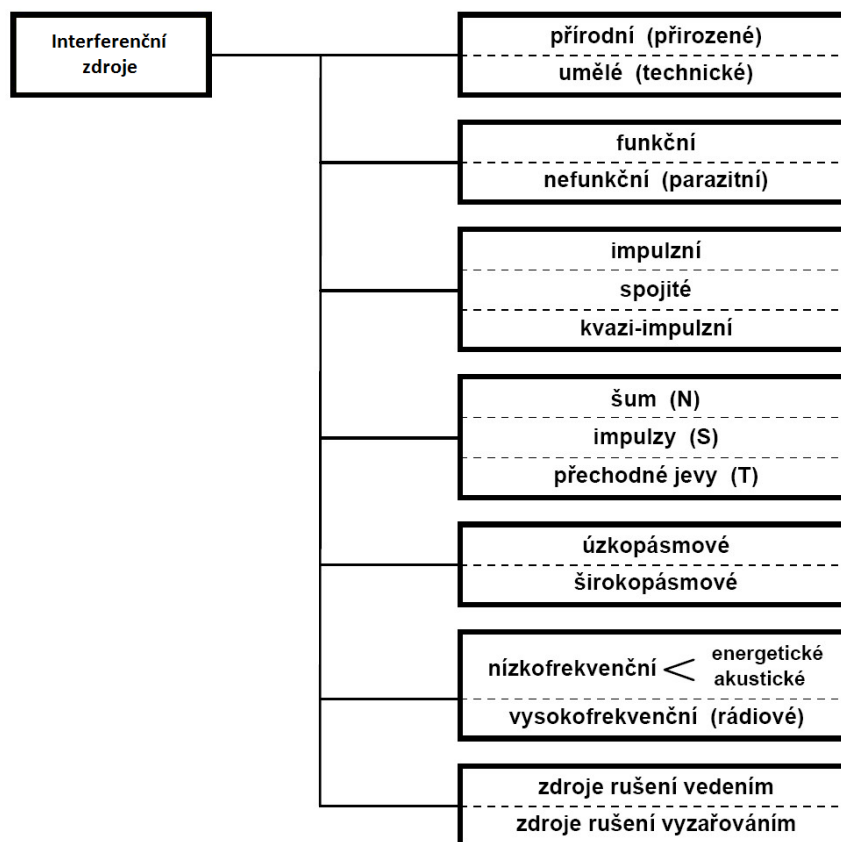 Interferenční
zdroje
přírodní (přirozené)
umělé (technické)
funkční
nefunkční (parazitní)
impulzní
spojité
kvazi-impulzní
šum (N)
impulzy (S)
přechodné jevy (T)
úzkopásmové
širokopásmové
nízkofrekvenční
energetické
akustické
vysokofrekvenční (rádiové)
zdroje rušení vedením
zdroje rušení vyzařováním